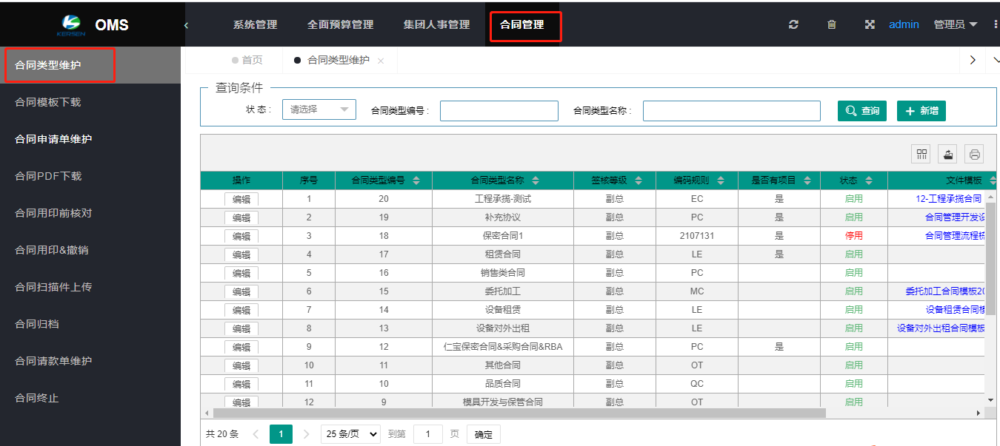 KERSEN OMS 系统管理 全面预算管理 集团人事管理 合同管理 admin 管理员
合同类型维护
合同模板下载
合同申请单维护
合同PDF下载
合同用印前核对
合同用印&撤销
合同扫描件上传
合同归档
合同请款单维护
合同终止
首页 合同类型维护
查询条件
状 态 : 请选择 合同类型编号 : 合同类型名称 : 查询 新增
操作 序号 合同类型编号 合同类型名称 签核等级 编码规则 是否有项目 状态 文件模板
编辑 1 20 工程承揽-测试 副总 EC 是 启用 12-工程承揽合同
编辑 2 19 补充协议 副总 PC 是 启用 合同管理开发设
编辑 3 18 保密合同1 副总 2107131 是 停用 合同管理流程梳
编辑 4 17 租赁合同 副总 LE 是 启用
编辑 5 16 销售类合同 副总 PC 启用
编辑 6 15 委托加工 副总 MC 启用 委托加工合同模板20
编辑 7 14 设备租赁 副总 LE 启用 设备租赁合同模
编辑 8 13 设备对外出租 副总 LE 启用 设备对外出租合同模板
编辑 9 12 仁宝保密合同&采购合同&RBA 副总 PC 是 启用
编辑 10 11 其他合同 副总 OT 启用
编辑 11 10 品质合同 副总 QC 启用
编辑 12 9 模具开发与保管合同 副总 OT 启用
共 20 条 1 25 条/页 到第 1 页 确定